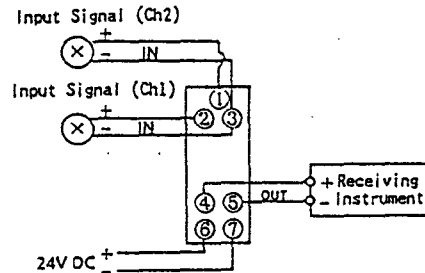 Input Signal (Ch2)
+
- IN
Input Signal (Ch1)
+
- IN
1
2 3
4 5
OUT
+ Receiving
- Instrument
6 7
24V DC +
-